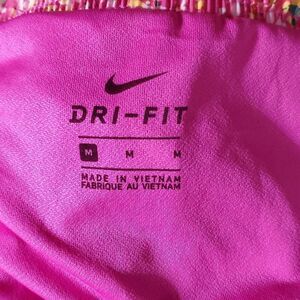 DRI-FIT
M M M
MADE IN VIETNAM
FABRIQUE AU VIETNAM